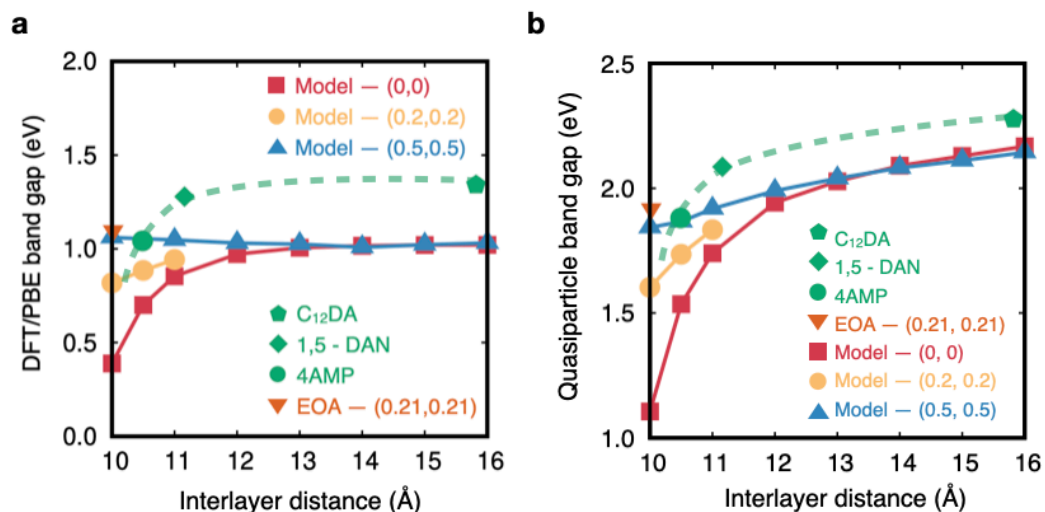 a
DFT/PBE band gap (eV)
2.0
1.5
1.0
0.5
0.0
Model — (0,0)
Model — (0.2,0.2)
Model — (0.5,0.5)
C₁₂DA
1,5 - DAN
4AMP
EOA — (0.21,0.21)
10 11 12 13 14 15 16
Interlayer distance (Å)
b
Quasiparticle band gap (eV)
2.5
2.0
1.5
1.0
C₁₂DA
1,5 - DAN
4AMP
EOA — (0.21, 0.21)
Model — (0, 0)
Model — (0.2, 0.2)
Model — (0.5, 0.5)
10 11 12 13 14 15 16
Interlayer distance (Å)